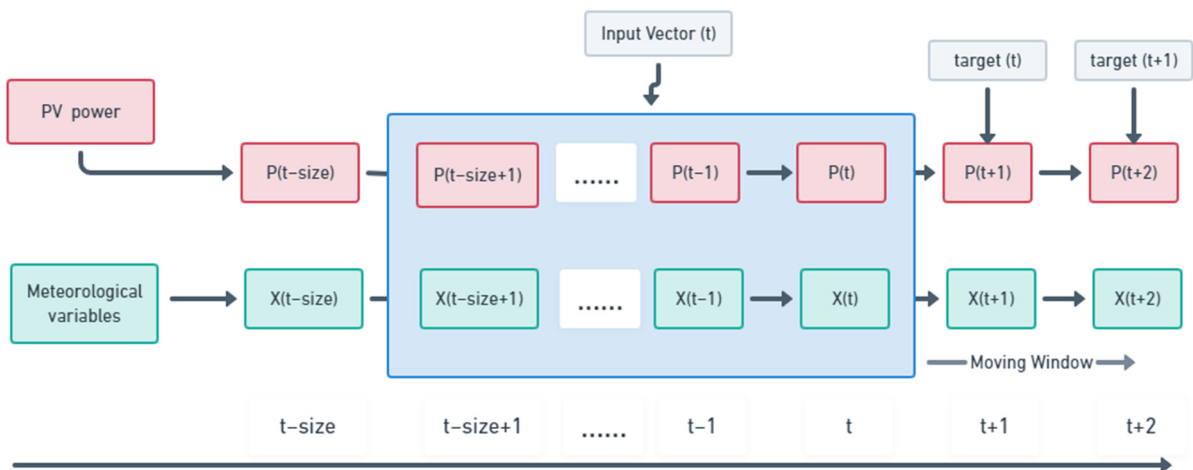 Input Vector (t)
target (t)
target (t+1)
PV power
P(t−size)
P(t−size+1)
......
P(t−1)
P(t)
P(t+1)
P(t+2)
Meteorological
variables
X(t−size)
X(t−size+1)
......
X(t−1)
X(t)
X(t+1)
X(t+2)
Moving Window
t−size
t−size+1
......
t−1
t
t+1
t+2